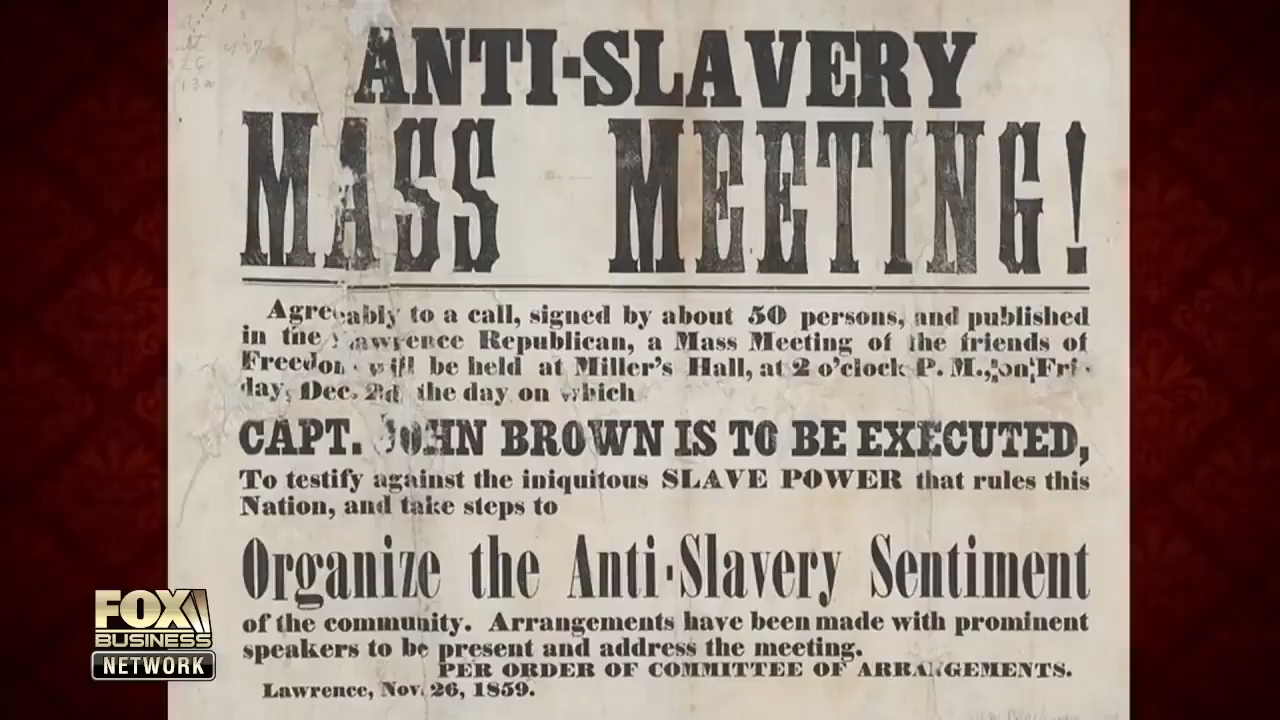 ANTI-SLAVERY
MASS MEETING!
Agreeably to a call, signed by about 50 persons, and published
in the Lawrence Republican, a Mass Meeting of the friends of
Freedom will be held at Miller's Hall, at 2 o'clock P. M., on Fri-
day, Dec. 2d, the day on which
CAPT. JOHN BROWN IS TO BE EXECUTED,
To testify against the iniquitous SLAVE POWER that rules this
Nation, and take steps to
Organize the Anti-Slavery Sentiment
of the community. Arrangements have been made with prominent
speakers to be present and address the meeting.
PER ORDER OF COMMITTEE OF ARRANGEMENTS.
Lawrence, Nov. 26, 1859.
FOX
BUSINESS
NETWORK